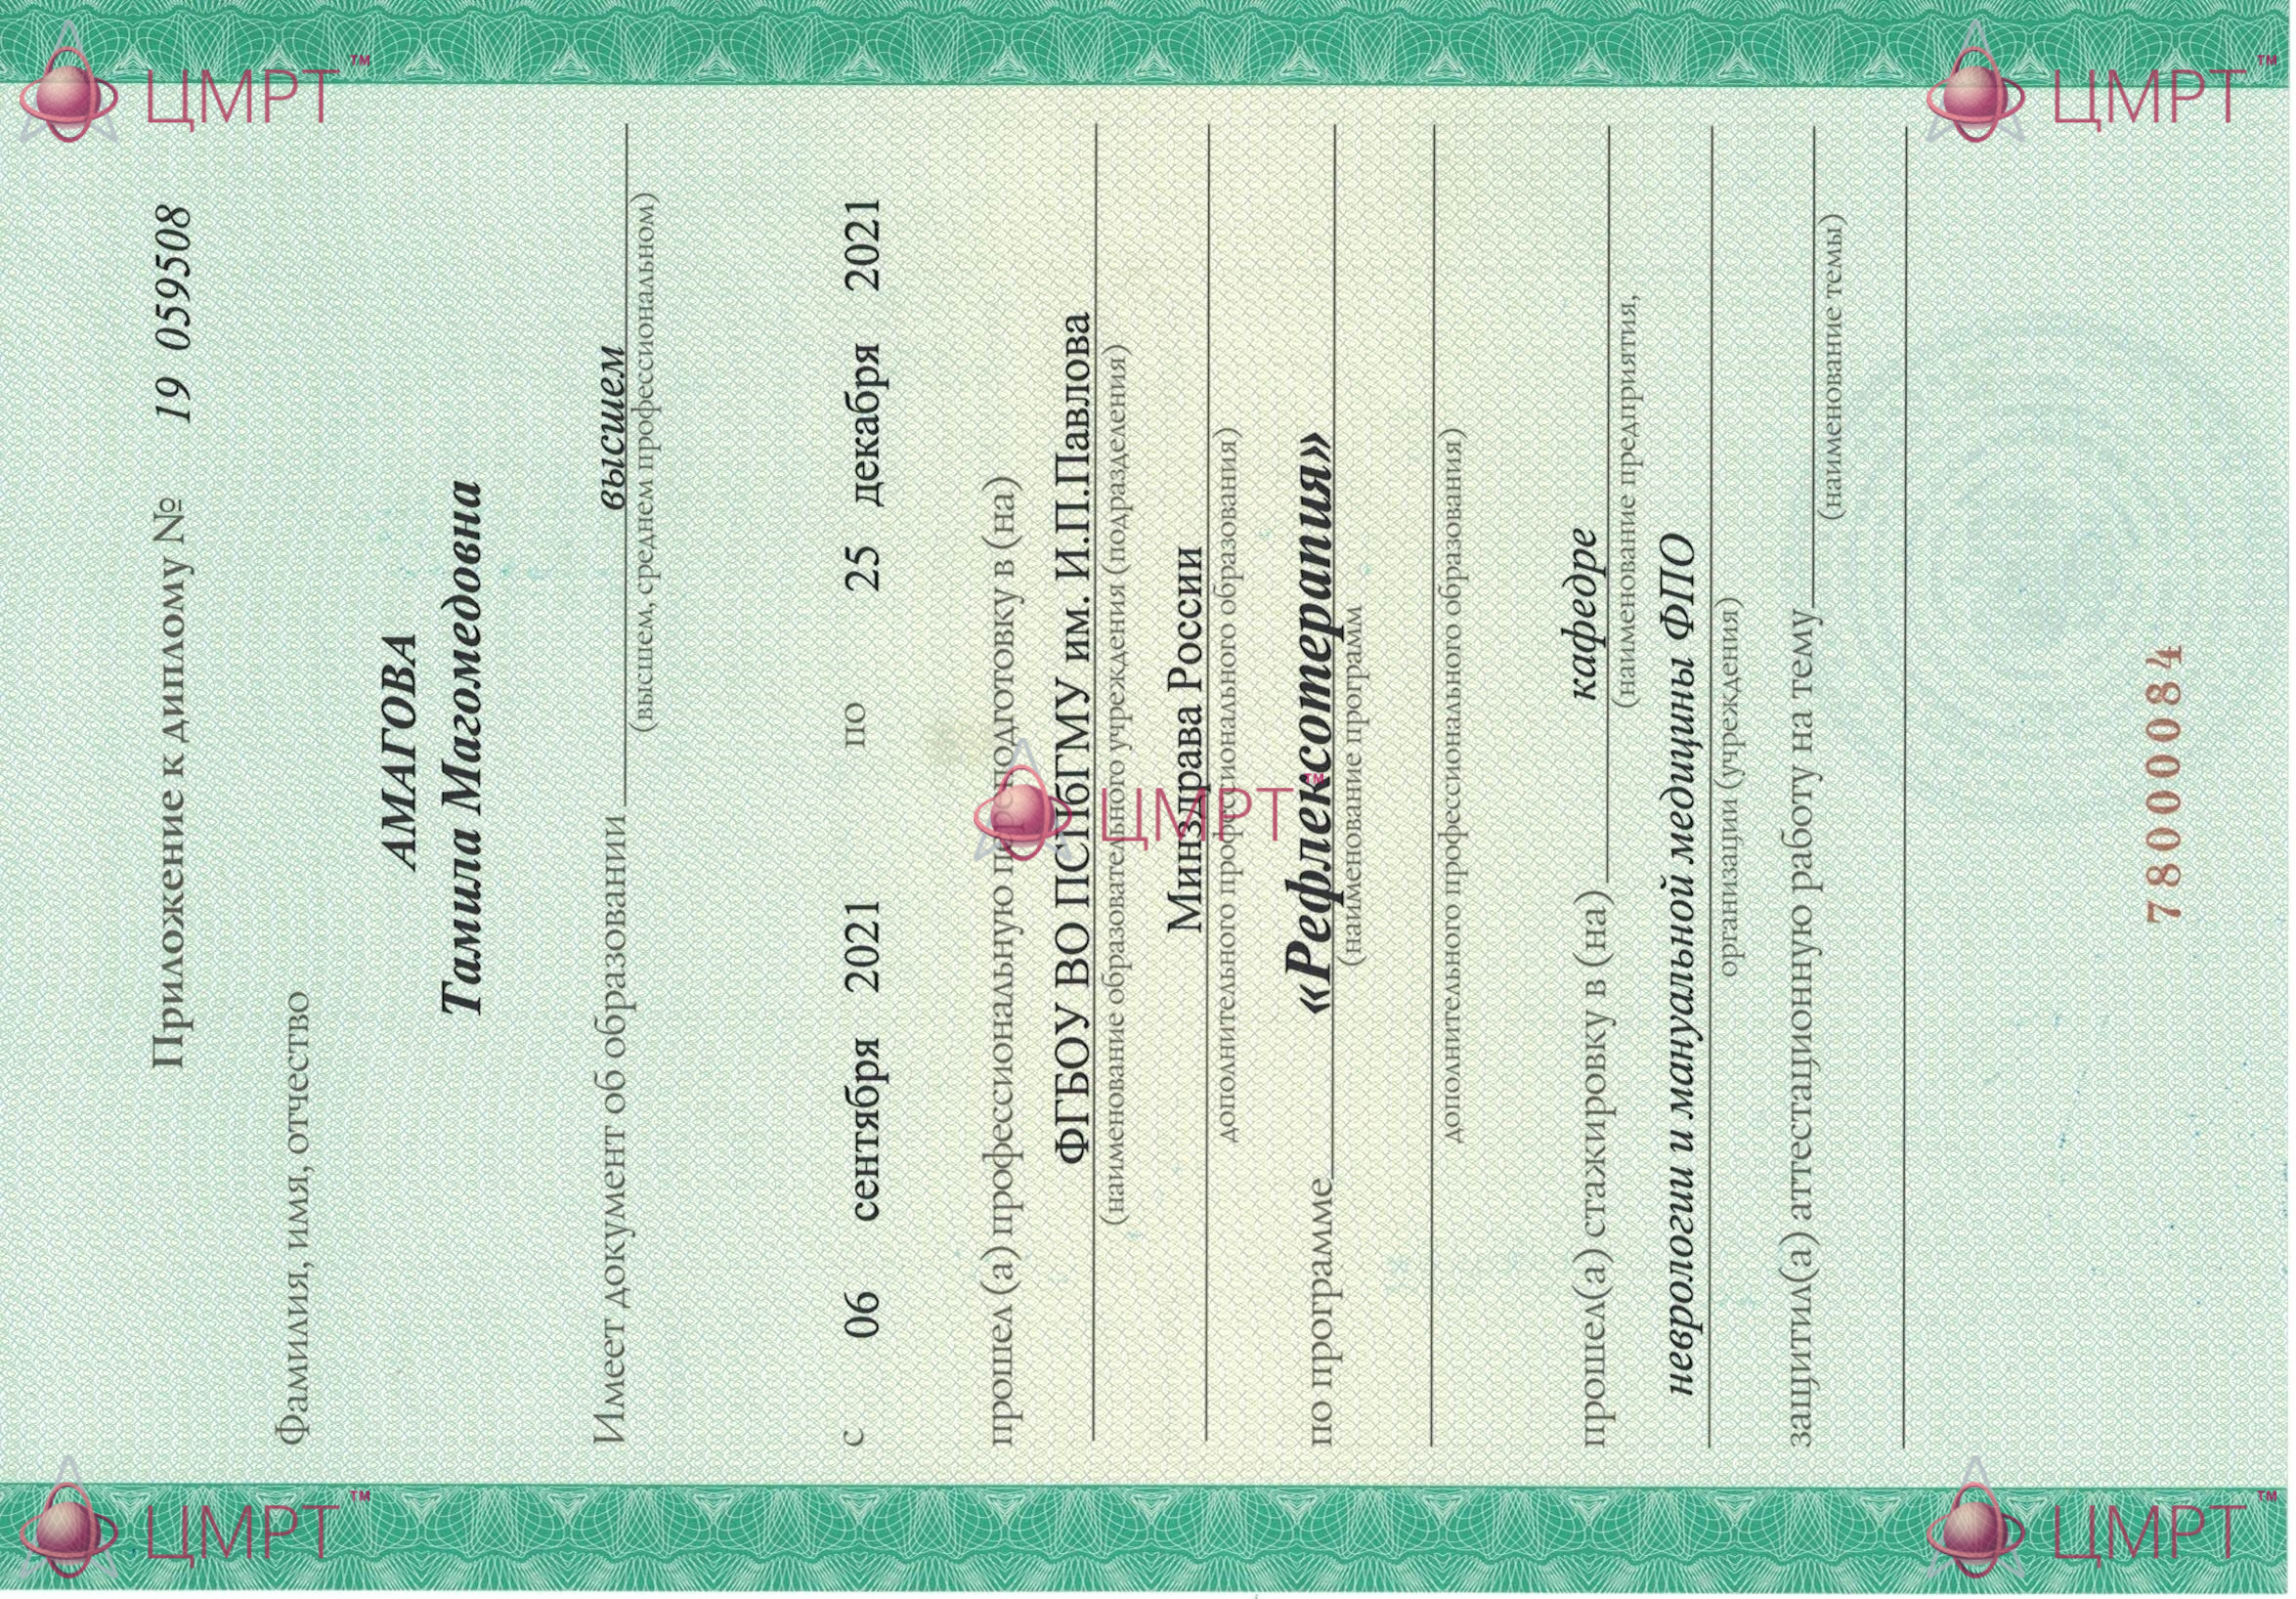 Приложение к диплому № 19 059508
Фамилия, имя, отчество
АМАГОВА
Тамила Магомедовна
Имеет документ об образовании высшем
(высшем, среднем профессиональном)
с 06 сентября 2021 по 25 декабря 2021
прошел (а) профессиональную переподготовку в (на)
ФГБОУ ВО ПСПбГМУ им. И.П.Павлова
(наименование образовательного учреждения (подразделения)
Минздрава России
дополнительного профессионального образования)
по программе «Рефлексотерапия»
(наименование программ
дополнительного профессионального образования)
прошел(а) стажировку в (на) кафедре
(наименование предприятия,
неврологии и мануальной медицины ФПО
организации (учреждения)
защитил(а) аттестационную работу на тему
(наименование темы)
7800084
ЦМРТ™
ЦМРТ™
ЦМРТ™
ЦМРТ™
ЦМРТ™